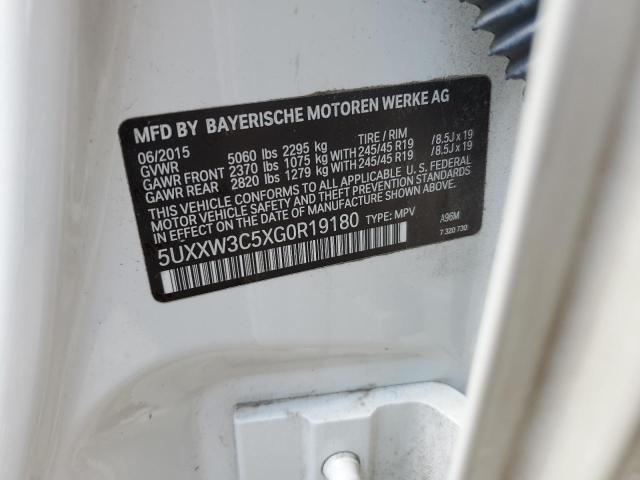 MFD BY BAYERISCHE MOTOREN WERKE AG
06/2015 TIRE / RIM
GVWR 5060 lbs 2295 kg
GAWR FRONT 2370 lbs 1075 kg WITH 245/45 R19 /8.5J x 19
GAWR REAR 2820 lbs 1279 kg WITH 245/45 R19 /8.5J x 19
THIS VEHICLE CONFORMS TO ALL APPLICABLE U.S. FEDERAL
MOTOR VEHICLE SAFETY, BUMPER, AND THEFT PREVENTION STANDARDS
IN EFFECT ON THE DATE OF MANUFACTURE SHOWN ABOVE.
5UXXW3C5XG0R19180 TYPE: MPV A96M
7 320 730